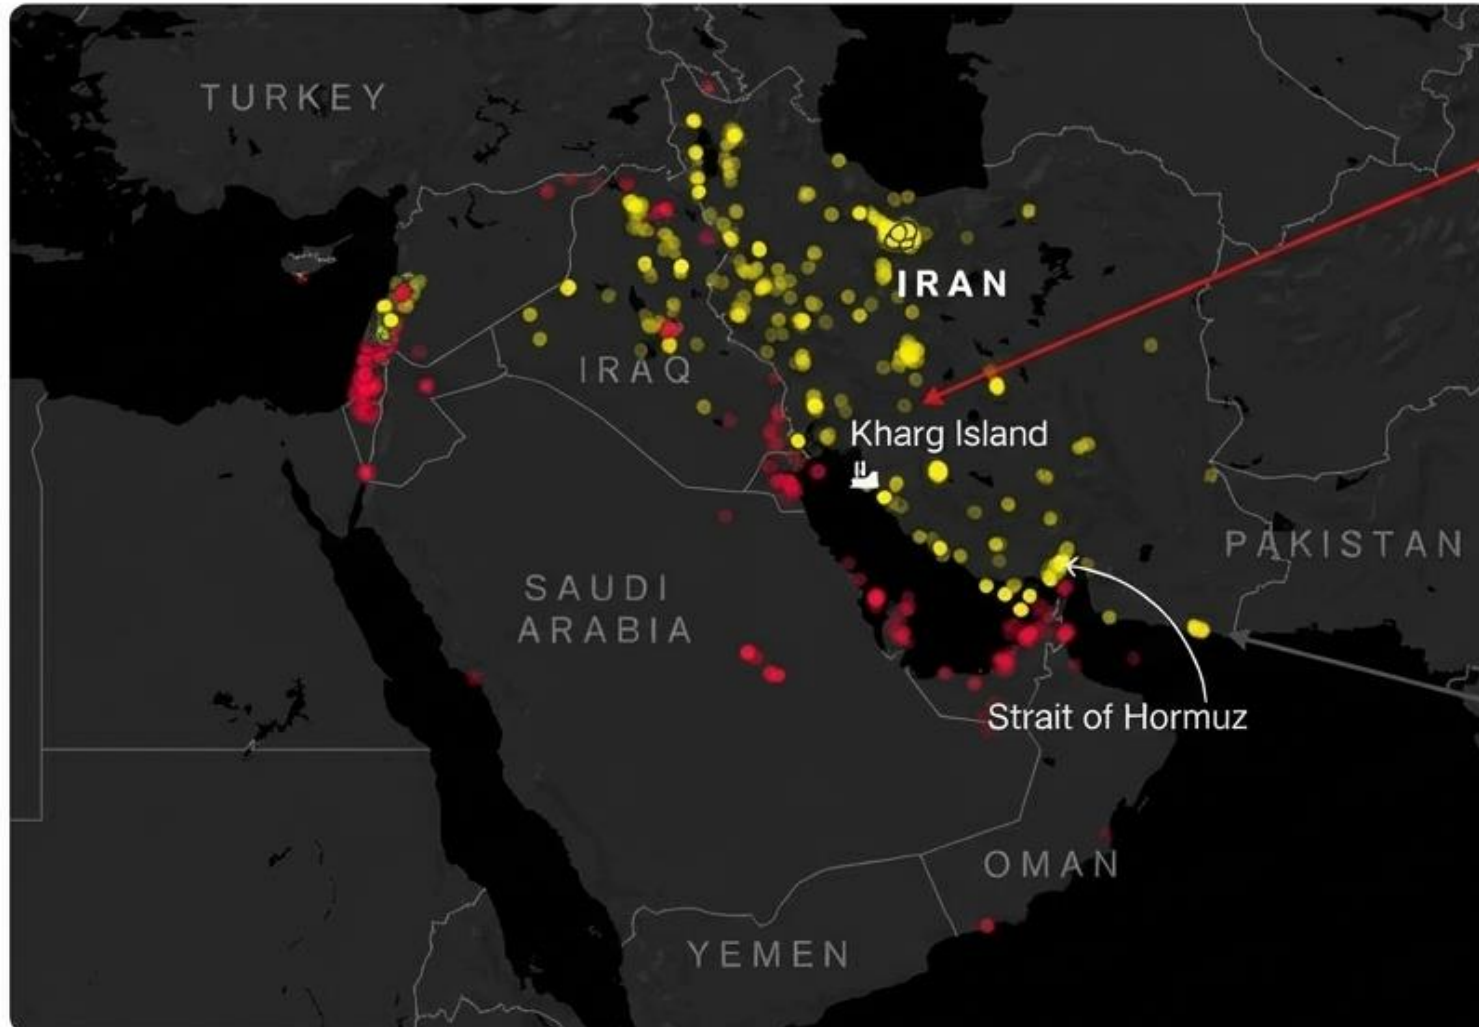 TURKEY
IRAN
IRAQ
Kharg Island
PAKISTAN
SAUDI
ARABIA
Strait of Hormuz
OMAN
YEMEN